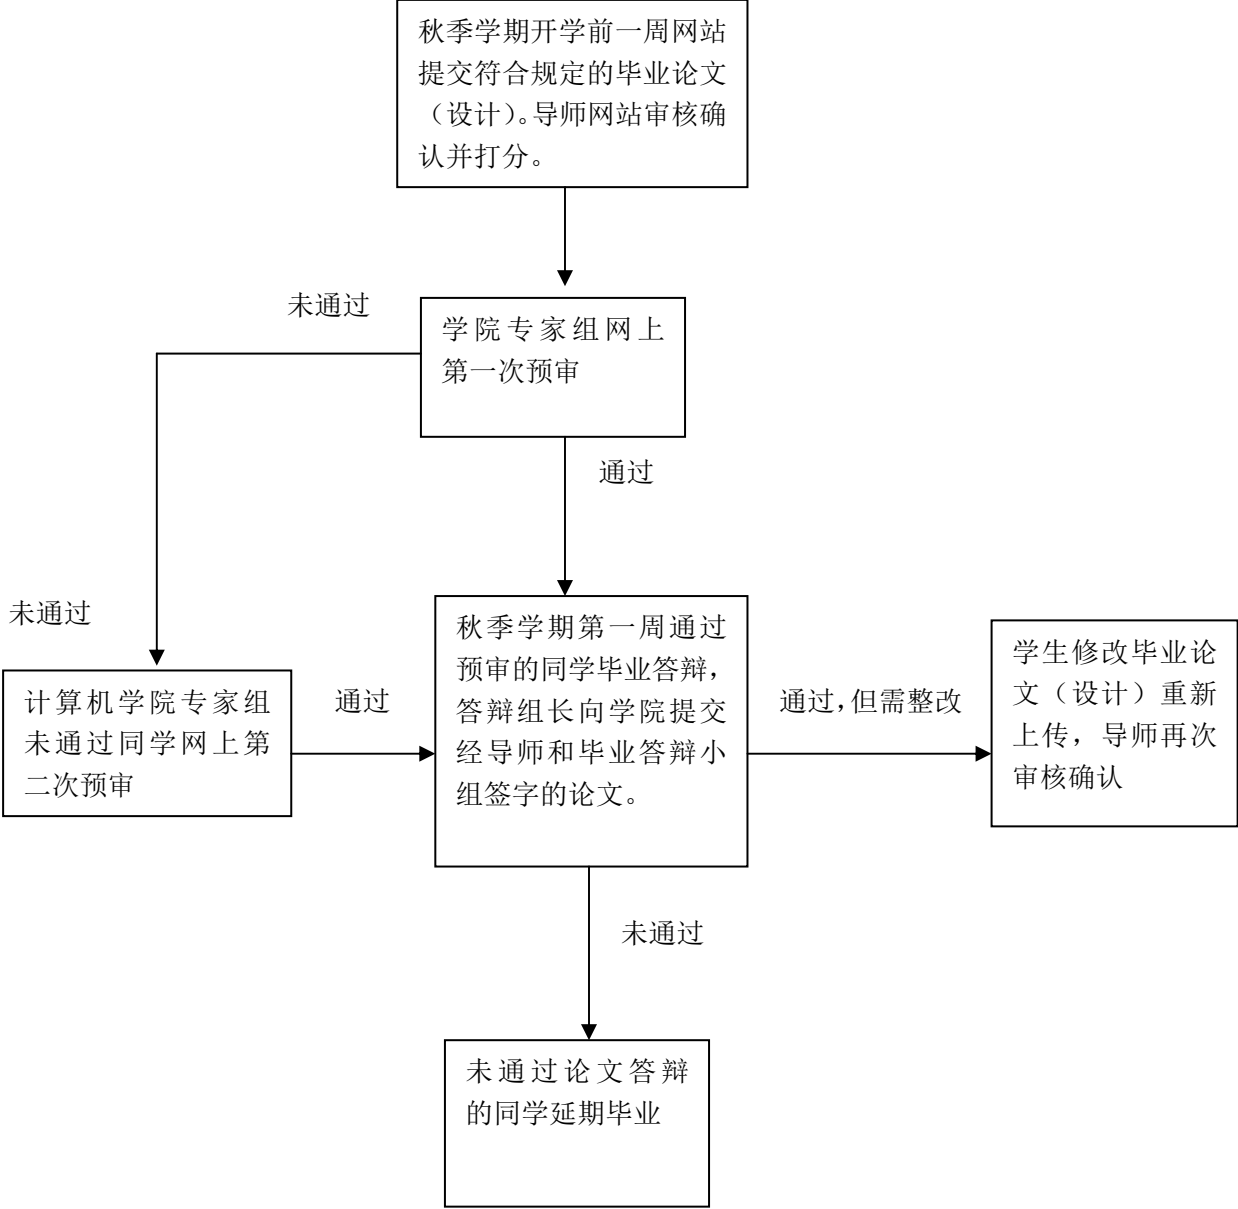 秋季学期开学前一周网站
提交符合规定的毕业论文
（设计）。导师网站审核确
认并打分。
未通过
学院专家组网上
第一次预审
通过
未通过
计算机学院专家组
未通过同学网上第
二次预审
通过
秋季学期第一周通过
预审的同学毕业答辩，
答辩组长向学院提交
经导师和毕业答辩小
组签字的论文。
通过，但需整改
学生修改毕业论
文（设计）重新
上传，导师再次
审核确认
未通过
未通过论文答辩
的同学延期毕业